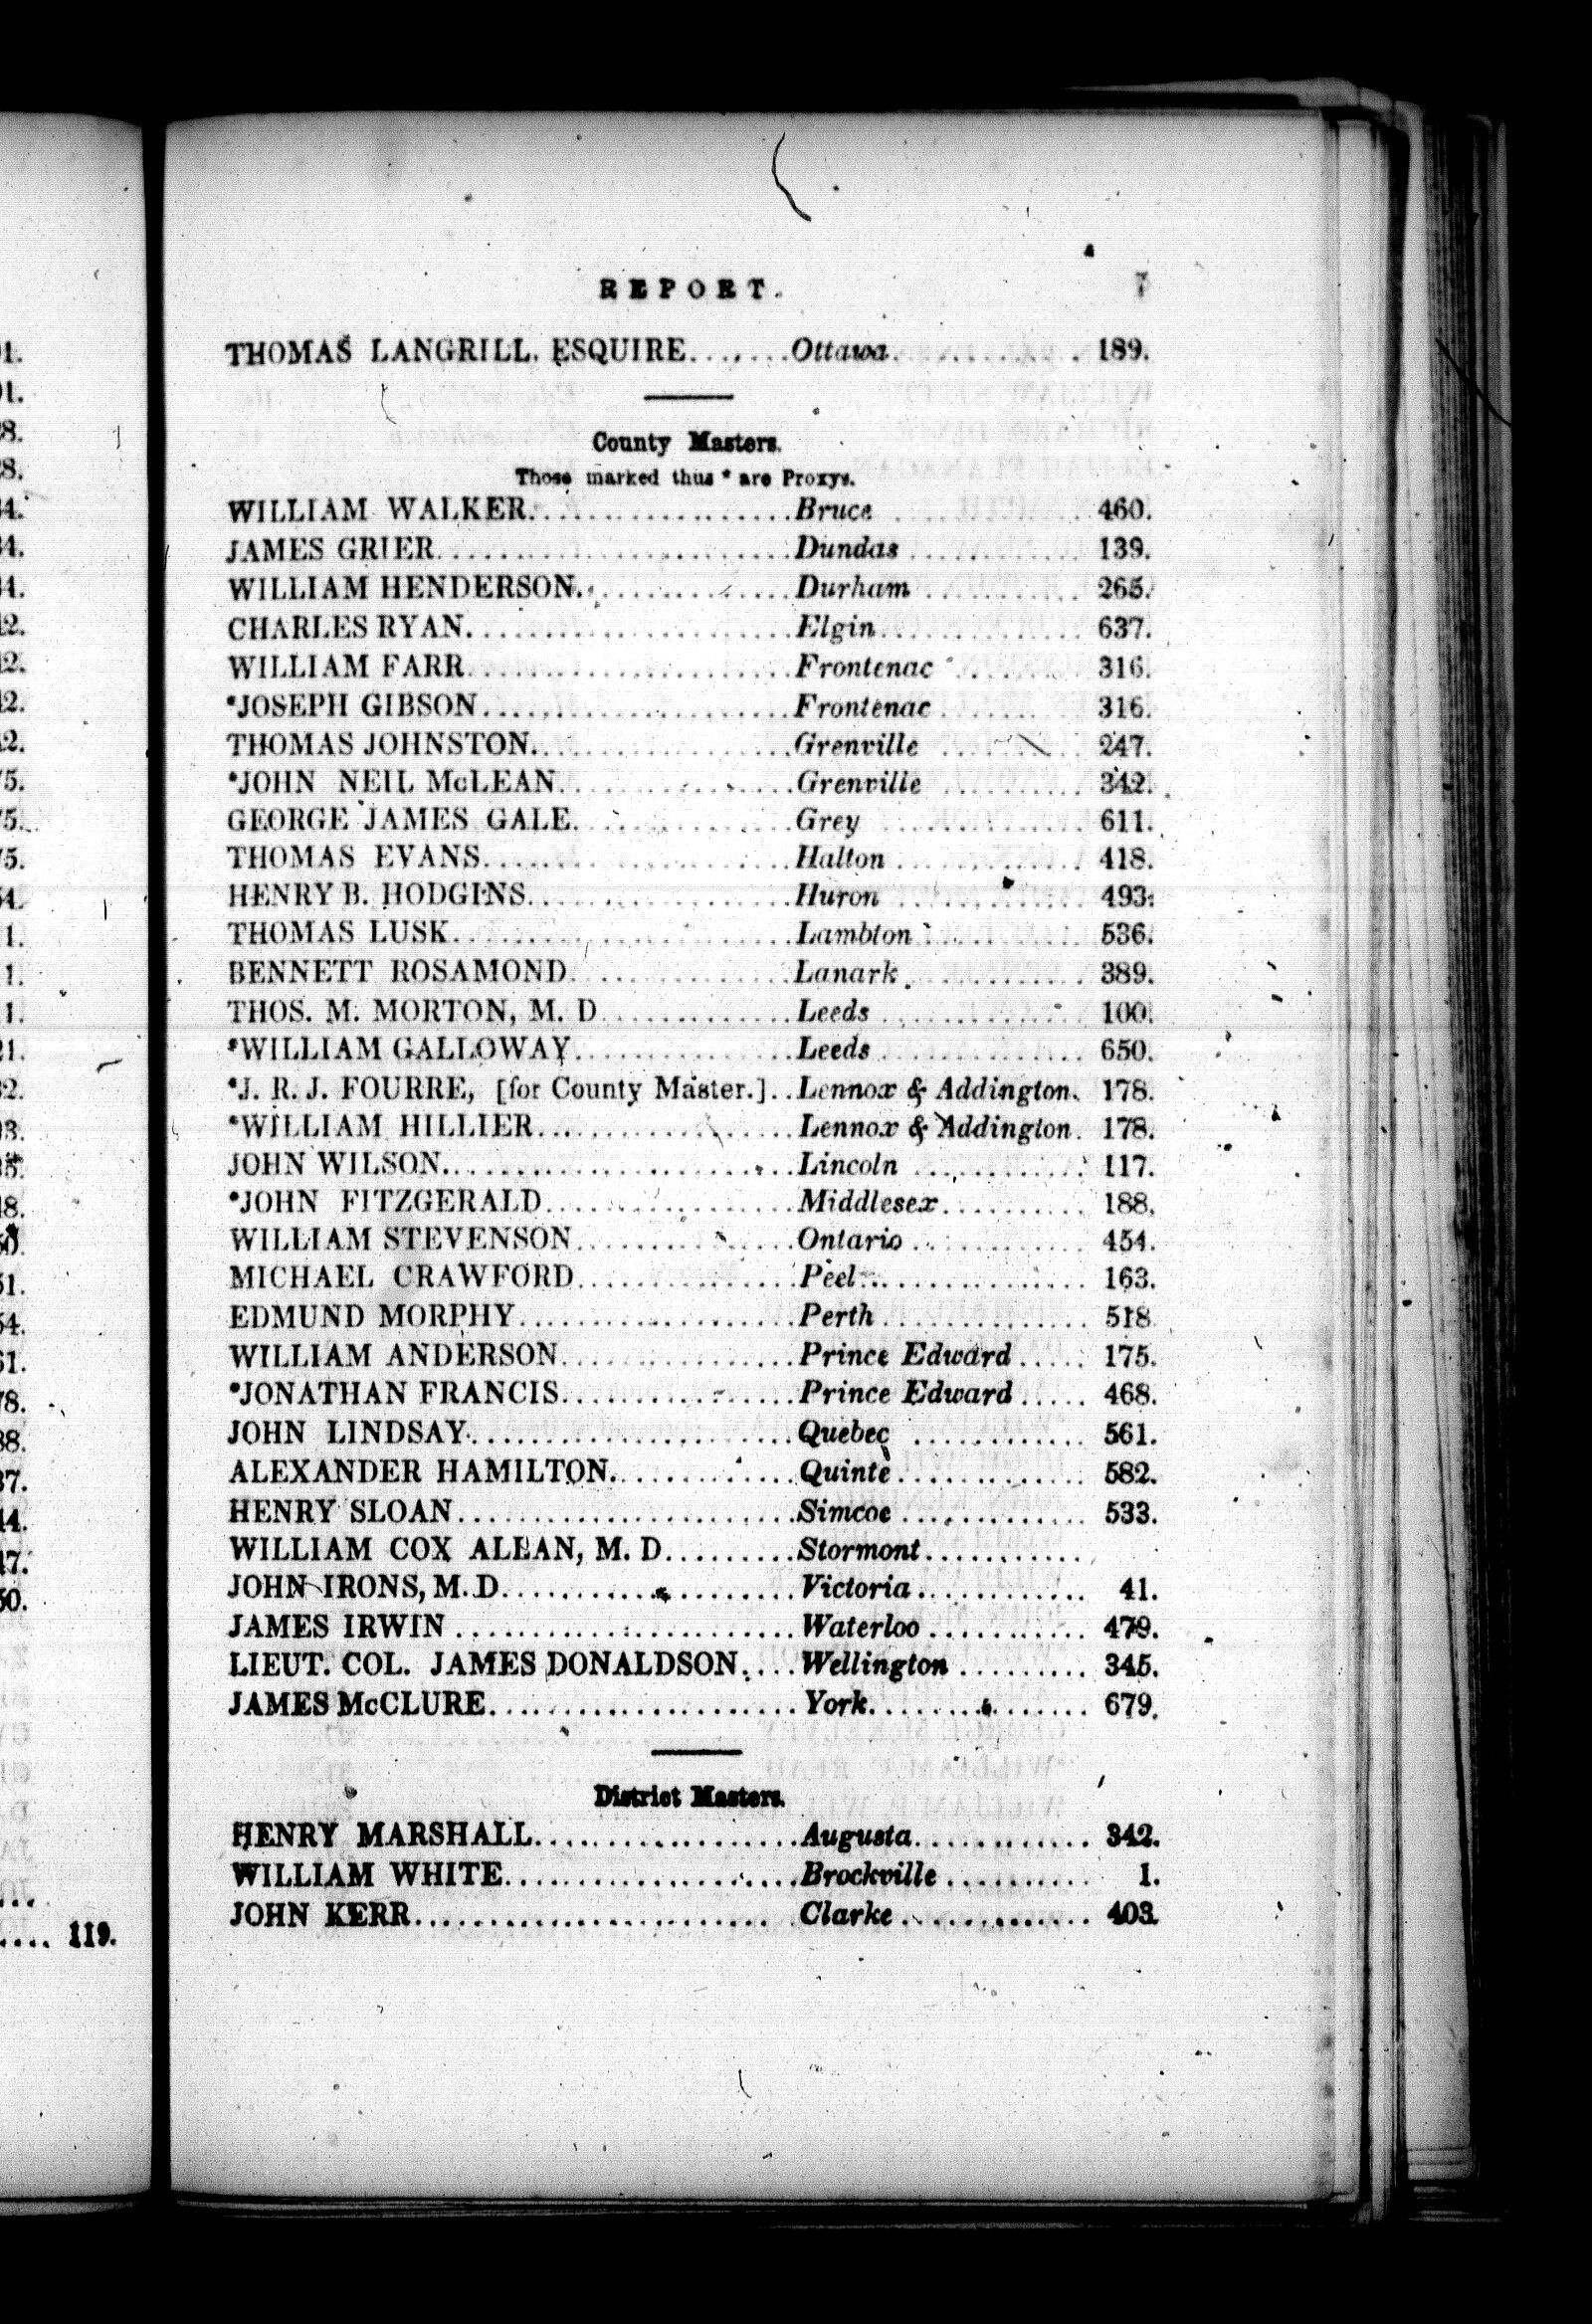 REPORT. 7
THOMAS LANGRILL, ESQUIRE........Ottawa........... 189.
County Masters.
Those marked thus * are Proxys.
WILLIAM WALKER..................Bruce ........... 460.
JAMES GRIER........................Dundas ............ 139.
WILLIAM HENDERSON...............Durham ........... 265.
CHARLES RYAN......................Elgin.............. 637.
WILLIAM FARR......................Frontenac ........ 316.
*JOSEPH GIBSON.....................Frontenac ......... 316.
THOMAS JOHNSTON..................Grenville .......... 247.
*JOHN NEIL McLEAN................Grenville .......... 342.
GEORGE JAMES GALE...............Grey .............. 611.
THOMAS EVANS.....................Halton ............. 418.
HENRY B. HODGINS..................Huron ............. 493.
THOMAS LUSK.......................Lambton .......... 536.
BENNETT ROSAMOND...............Lanark ............ 389.
THOS. M. MORTON, M. D.............Leeds .............. 100.
*WILLIAM GALLOWAY...............Leeds .............. 650.
*J. R. J. FOURRE, [for County Master.]..Lennox & Addington. 178.
*WILLIAM HILLIER..................Lennox & Addington. 178.
JOHN WILSON........................Lincoln ............ 117.
*JOHN FITZGERALD.................Middlesex.......... 188.
WILLIAM STEVENSON...............Ontario ............ 454.
MICHAEL CRAWFORD...............Peel............... 163.
EDMUND MORPHY...................Perth.............. 518.
WILLIAM ANDERSON................Prince Edward..... 175.
*JONATHAN FRANCIS................Prince Edward..... 468.
JOHN LINDSAY......................Quebec ............ 561.
ALEXANDER HAMILTON.............Quinte............. 582.
HENRY SLOAN.......................Simcoe ............. 533.
WILLIAM COX ALLAN, M. D.........Stormont...........
JOHN IRONS, M. D....................Victoria............ 41.
JAMES IRWIN .......................Waterloo ........... 479.
LIEUT. COL. JAMES DONALDSON....Wellington ......... 345.
JAMES McCLURE.....................York............... 679.
District Masters.
HENRY MARSHALL..................Augusta............ 342.
WILLIAM WHITE....................Brockville .......... 1.
JOHN KERR......................... Clarke ............. 403.
.... 119.